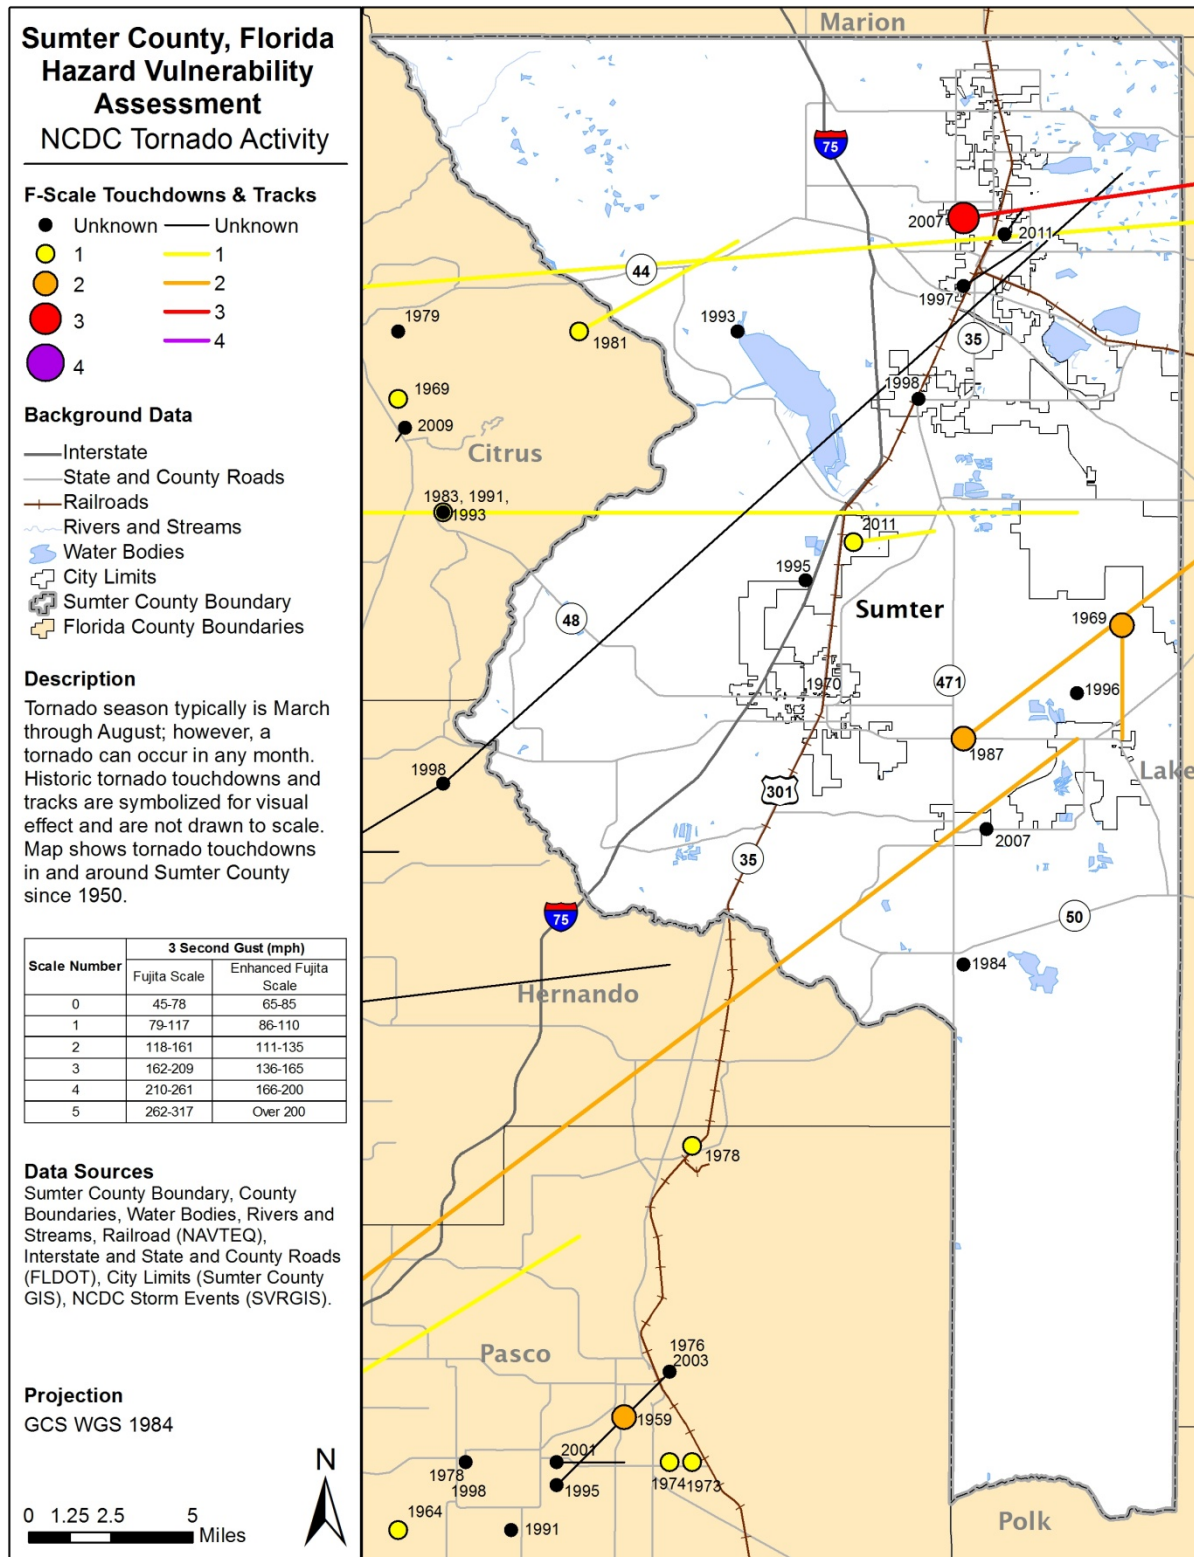 Sumter County, Florida
Hazard Vulnerability
Assessment
NCDC Tornado Activity
F-Scale Touchdowns & Tracks
Unknown Unknown
1 1
2 2
3 3
4 4
Background Data
Interstate
State and County Roads
Railroads
Rivers and Streams
Water Bodies
City Limits
Sumter County Boundary
Florida County Boundaries
Description
Tornado season typically is March
through August; however, a
tornado can occur in any month.
Historic tornado touchdowns and
tracks are symbolized for visual
effect and are not drawn to scale.
Map shows tornado touchdowns
in and around Sumter County
since 1950.
Scale Number 3 Second Gust (mph)
Fujita Scale Enhanced Fujita Scale
0 45-78 65-85
1 79-117 86-110
2 118-161 111-135
3 162-209 136-165
4 210-261 166-200
5 262-317 Over 200
Data Sources
Sumter County Boundary, County
Boundaries, Water Bodies, Rivers and
Streams, Railroad (NAVTEQ),
Interstate and State and County Roads
(FLDOT), City Limits (Sumter County
GIS), NCDC Storm Events (SVRGIS).
Projection
GCS WGS 1984
N
0 1.25 2.5 5
Miles
Marion
75
2007
2011
44
1997
1979
1981
1993
35
1998
1969
2009
Citrus
1983, 1991,
1993
2011
1995
Sumter
48
1969
471
1970
1996
1987
1998
Lake
301
2007
35
75
50
1984
Hernando
1978
Pasco
1976
2003
1959
2001
1978
1998
1995
1974
1973
1964
1991
Polk